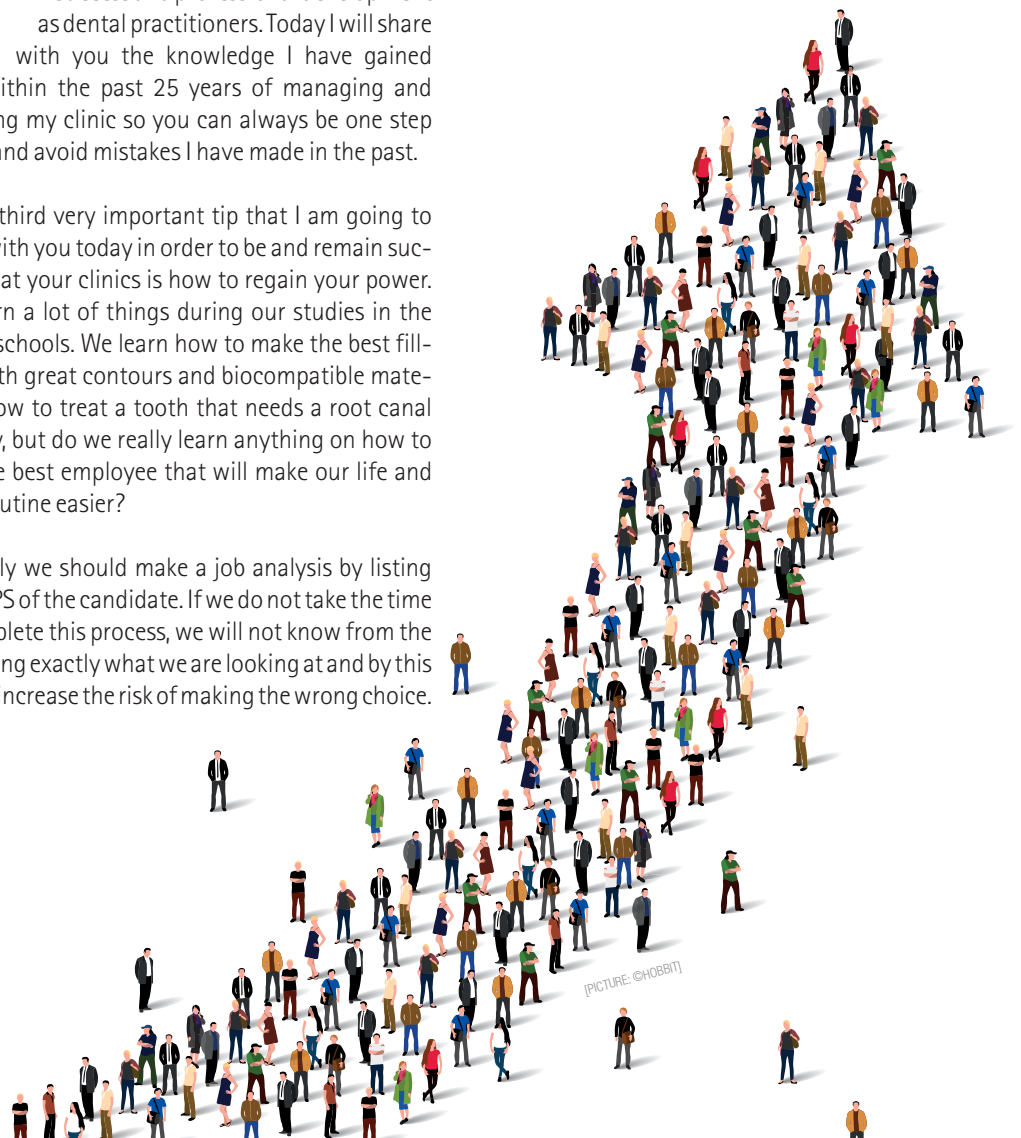 as dental practitioners. Today I will share
with you the knowledge I have gained
ithin the past 25 years of managing and
ng my clinic so you can always be one step
and avoid mistakes I have made in the past.
third very important tip that I am going to
with you today in order to be and remain suc-
at your clinics is how to regain your power.
rn a lot of things during our studies in the
schools. We learn how to make the best fill-
th great contours and biocompatible mate-
ow to treat a tooth that needs a root canal
y, but do we really learn anything on how to
e best employee that will make our life and
utine easier?
ly we should make a job analysis by listing
PS of the candidate. If we do not take the time
plete this process, we will not know from the
ng exactly what we are looking at and by this
increase the risk of making the wrong choice.
[PICTURE: ©HOBBIT]